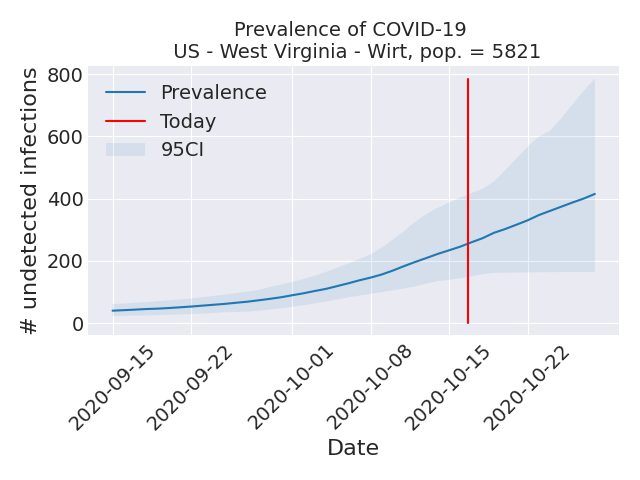 Prevalence of COVID-19
US - West Virginia - Wirt, pop. = 5821
# undetected infections
800
600
400
200
0
Prevalence
Today
95CI
2020-09-15
2020-09-22
2020-10-01
2020-10-08
2020-10-15
2020-10-22
Date